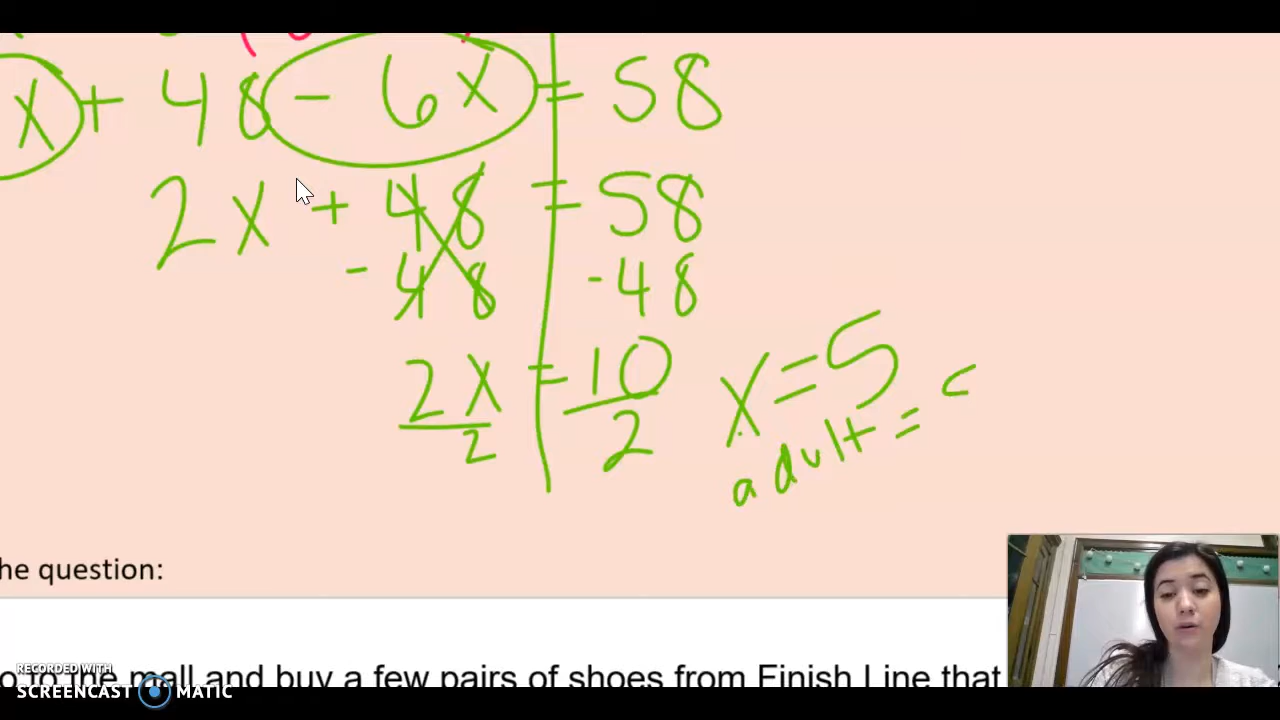 x + 48 - 6x = 58
2x + 48 = 58
- 48 - 48
2x = 10
2 2
x = 5
adult =
he question:
o to the mall and buy a few pairs of shoes from Finish Line that
RECORDED WITH
SCREENCAST MATIC